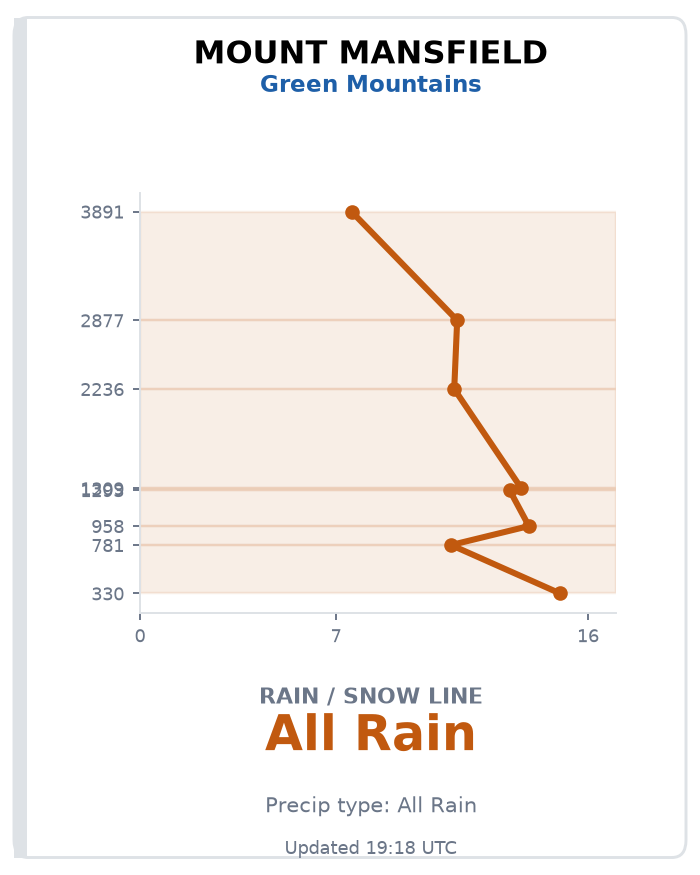 MOUNT MANSFIELD
Green Mountains
3891
2877
2236
958
781
330
0 7 16
RAIN / SNOW LINE
All Rain
Precip type: All Rain
Updated 19:18 UTC